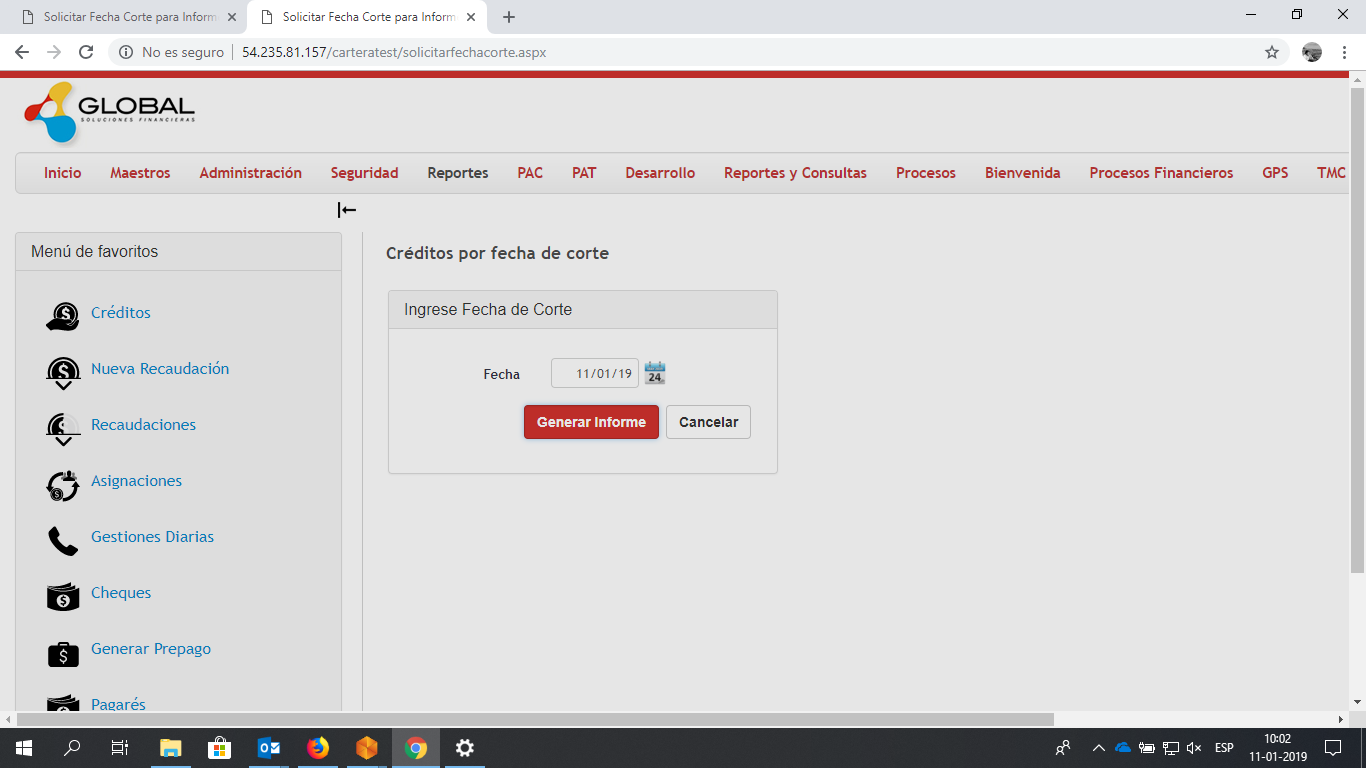 Solicitar Fecha Corte para Inform
Solicitar Fecha Corte para Inform
No es seguro
54.235.81.157/carteratest/solicitarfechacorte.aspx
GLOBAL
SOLUCIONES FINANCIERAS
Inicio Maestros Administración Seguridad Reportes PAC PAT Desarrollo Reportes y Consultas Procesos Bienvenida Procesos Financieros GPS TMC
Menú de favoritos
Créditos
Nueva Recaudación
Recaudaciones
Asignaciones
Gestiones Diarias
Cheques
Generar Prepago
Pagarés
Créditos por fecha de corte
Ingrese Fecha de Corte
Fecha 11/01/19 24
Generar Informe Cancelar
ESP
10:02
11-01-2019